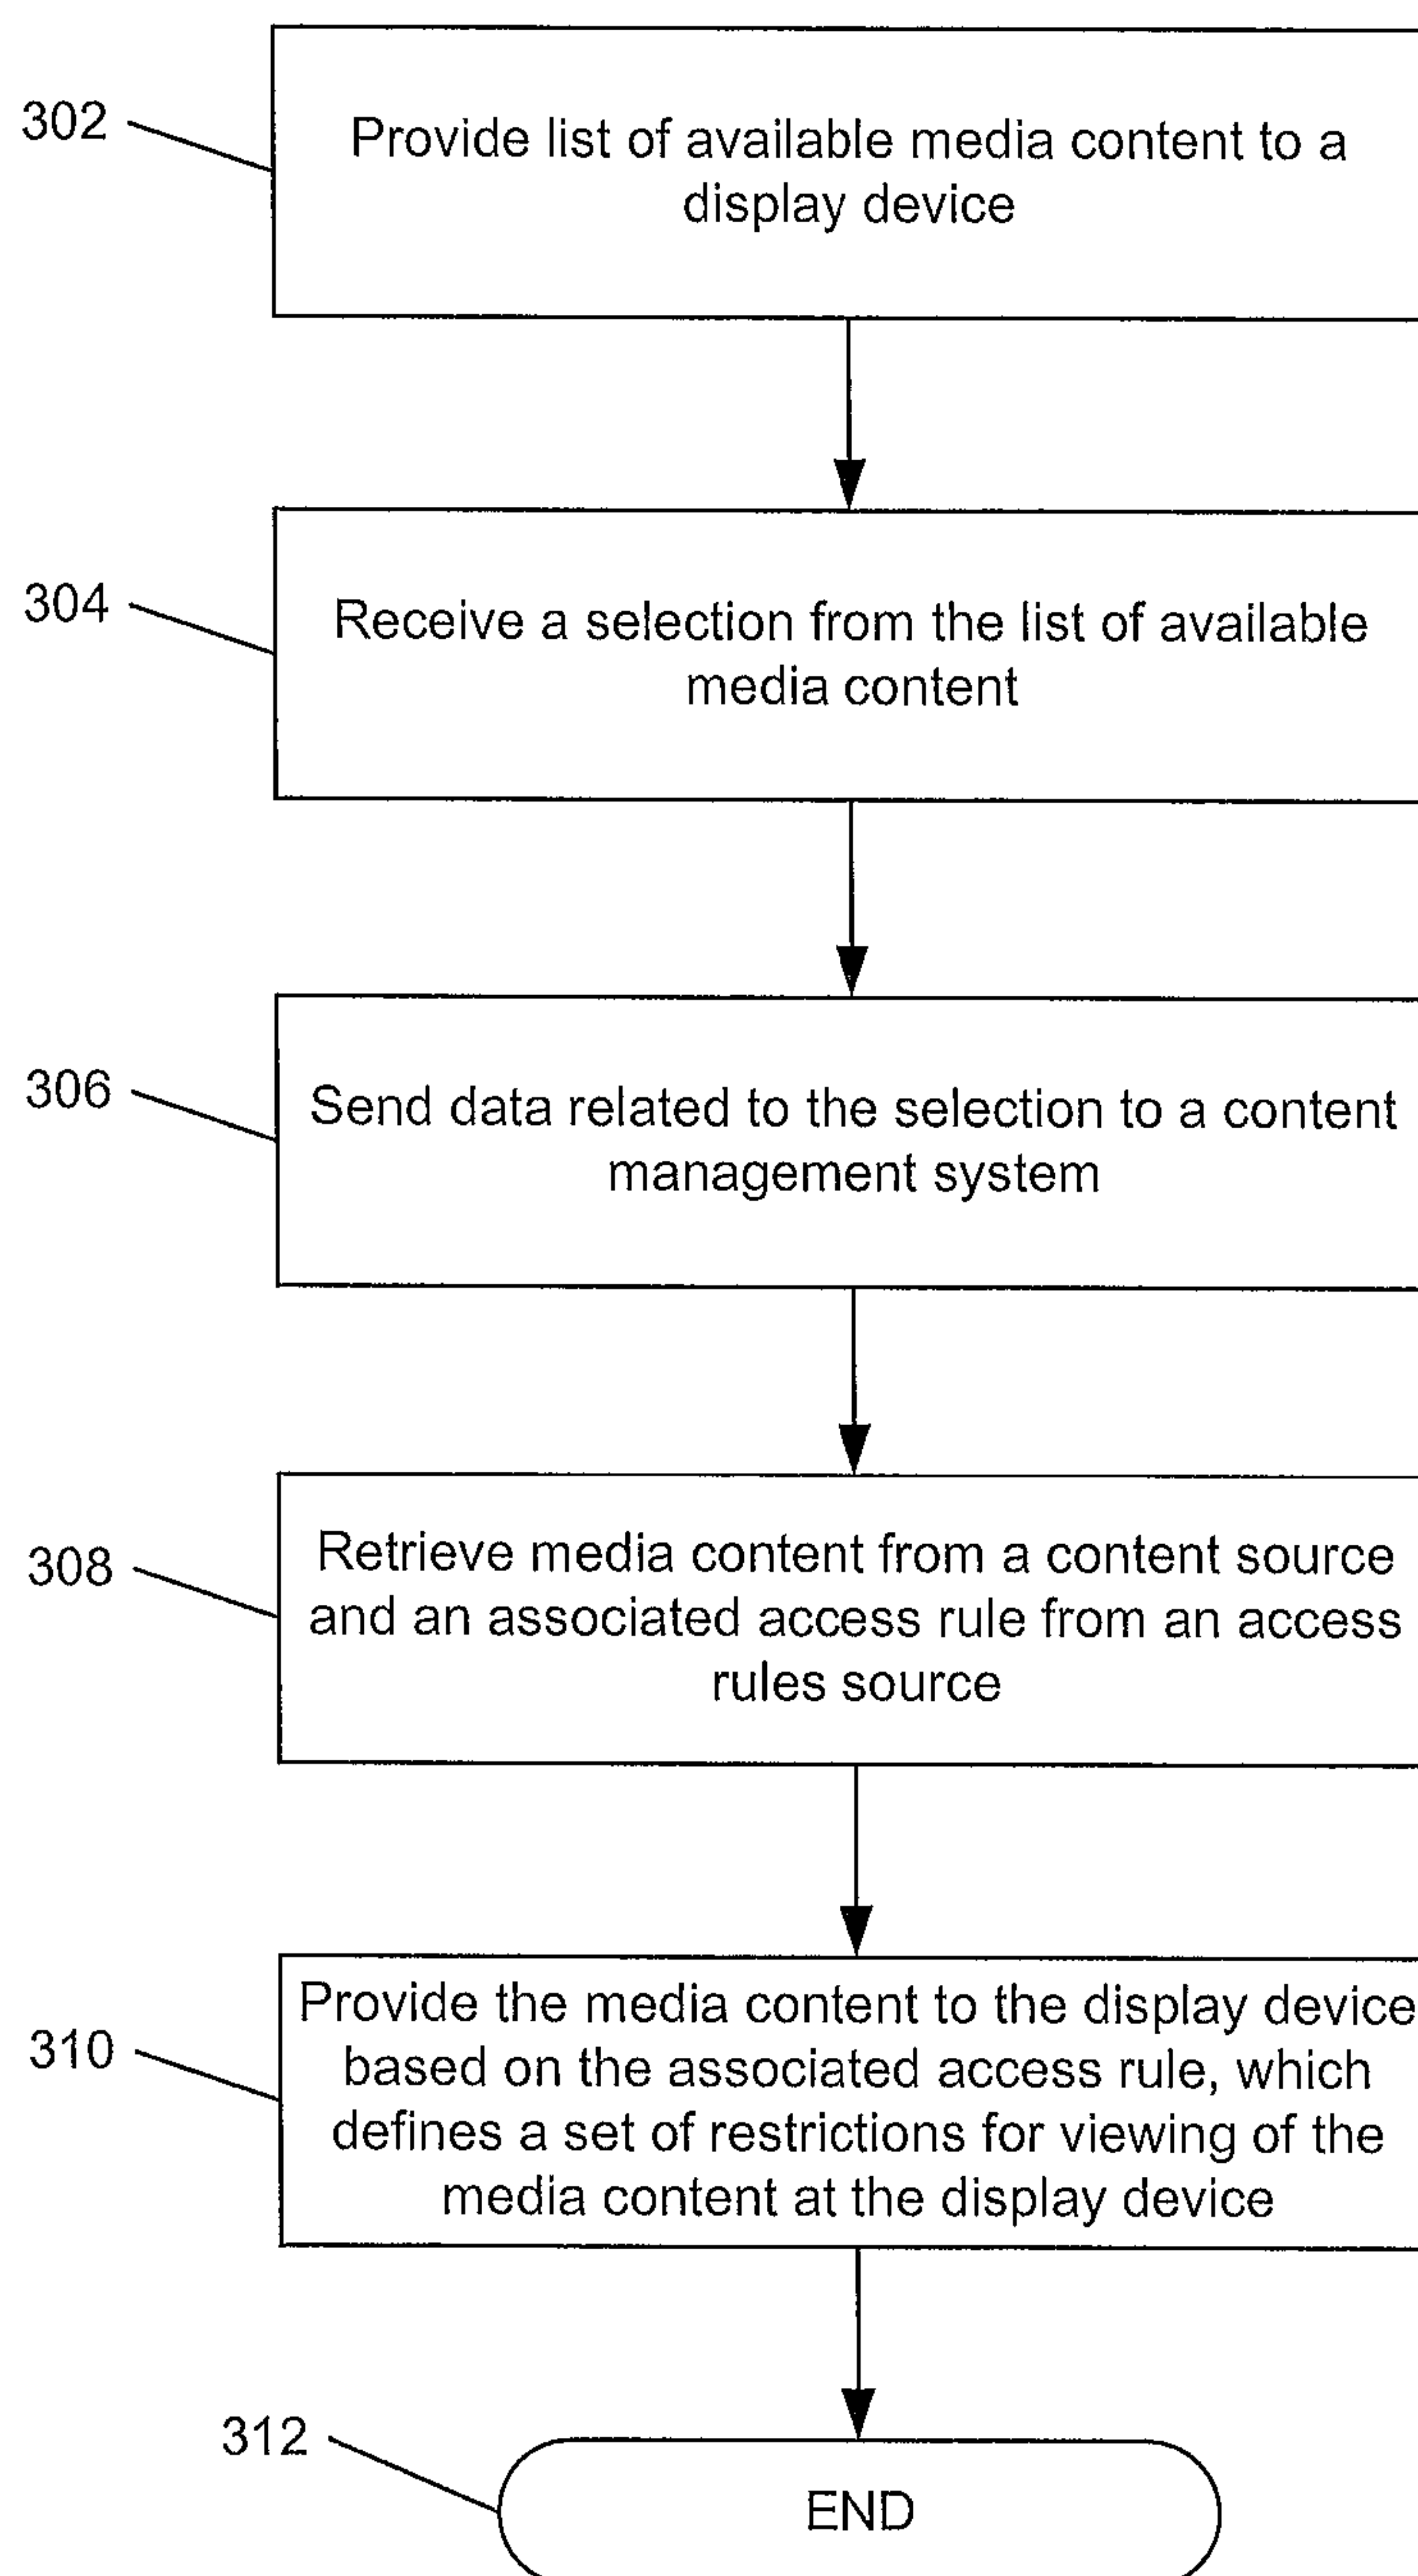 302
Provide list of available media content to a
display device
304
Receive a selection from the list of available
media content
306
Send data related to the selection to a content
management system
308
Retrieve media content from a content source
and an associated access rule from an access
rules source
310
Provide the media content to the display device
based on the associated access rule, which
defines a set of restrictions for viewing of the
media content at the display device
312
END